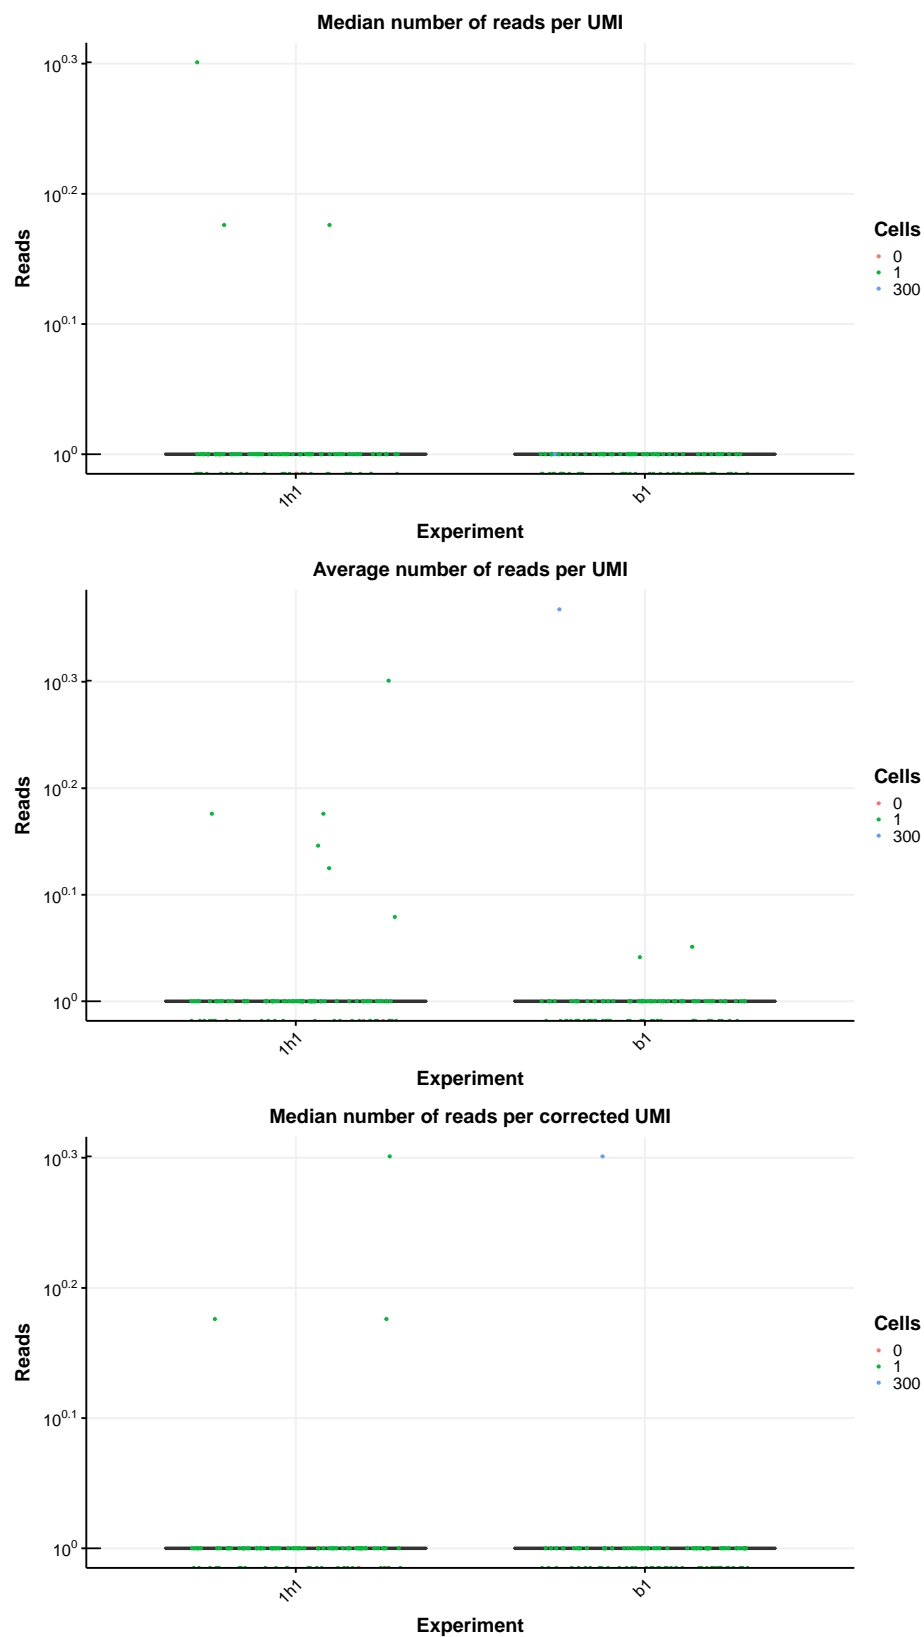 Median number of reads per UMI
10^0.3
10^0.2
10^0.1
10^0
Reads
1h1
b1
Experiment
Cells
0
1
300
Average number of reads per UMI
10^0.3
10^0.2
10^0.1
10^0
Reads
1h1
b1
Experiment
Cells
0
1
300
Median number of reads per corrected UMI
10^0.3
10^0.2
10^0.1
10^0
Reads
1h1
b1
Experiment
Cells
0
1
300